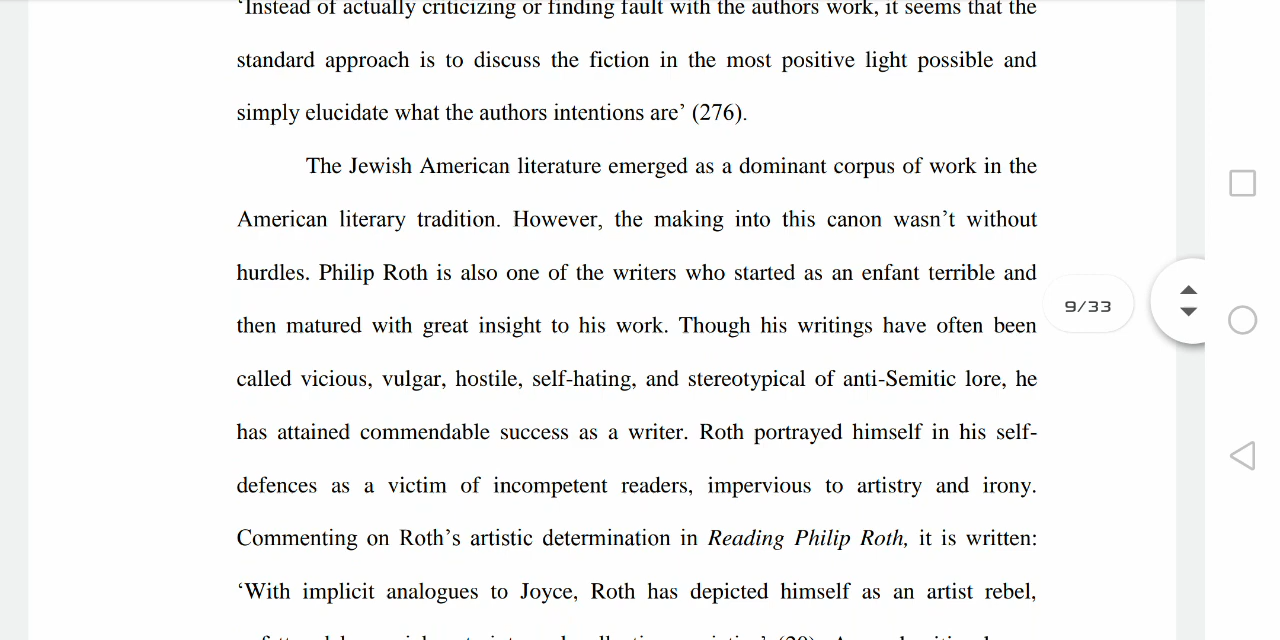 ‘Instead of actually criticizing or finding fault with the authors work, it seems that the
standard approach is to discuss the fiction in the most positive light possible and
simply elucidate what the authors intentions are’ (276).
The Jewish American literature emerged as a dominant corpus of work in the
American literary tradition. However, the making into this canon wasn’t without
hurdles. Philip Roth is also one of the writers who started as an enfant terrible and
then matured with great insight to his work. Though his writings have often been
called vicious, vulgar, hostile, self-hating, and stereotypical of anti-Semitic lore, he
has attained commendable success as a writer. Roth portrayed himself in his self-
defences as a victim of incompetent readers, impervious to artistry and irony.
Commenting on Roth’s artistic determination in Reading Philip Roth, it is written:
‘With implicit analogues to Joyce, Roth has depicted himself as an artist rebel,
9/33